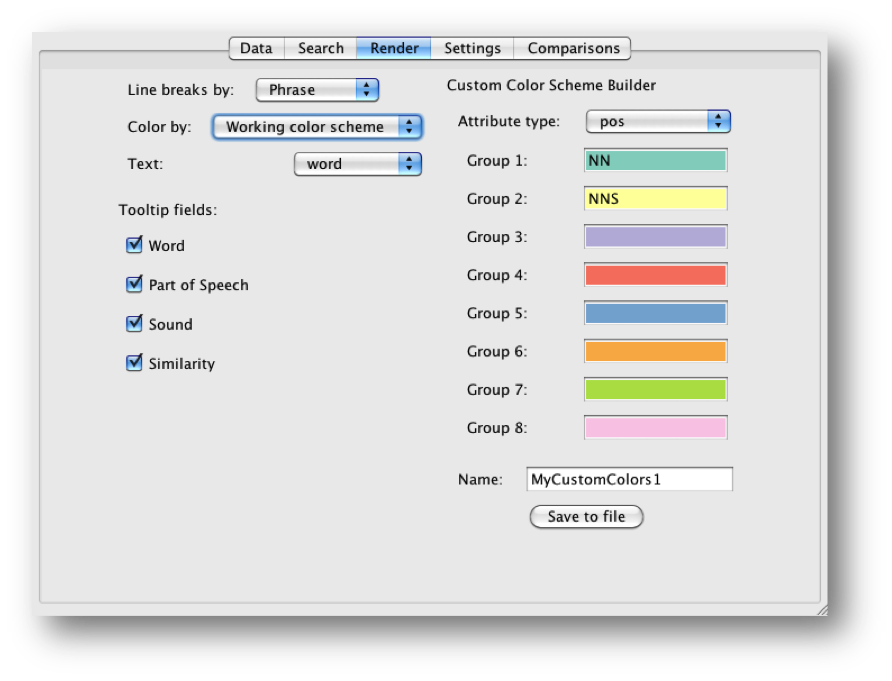 Data Search Render Settings Comparisons
Line breaks by: Phrase
Color by: Working color scheme
Text: word
Tooltip fields:
Word
Part of Speech
Sound
Similarity
Custom Color Scheme Builder
Attribute type: pos
Group 1: NN
Group 2: NNS
Group 3:
Group 4:
Group 5:
Group 6:
Group 7:
Group 8:
Name: MyCustomColors1
Save to file